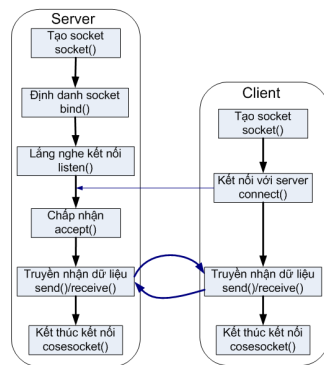 Server
Tạo socket
socket()
Định danh socket
bind()
Lắng nghe kết nối
listen()
Chấp nhận
accept()
Truyền nhận dữ liệu
send()/receive()
Kết thúc kết nối
cosesocket()
Client
Tạo socket
socket()
Kết nối với server
connect()
Truyền nhận dữ liệu
send()/receive()
Kết thúc kết nối
cosesocket()